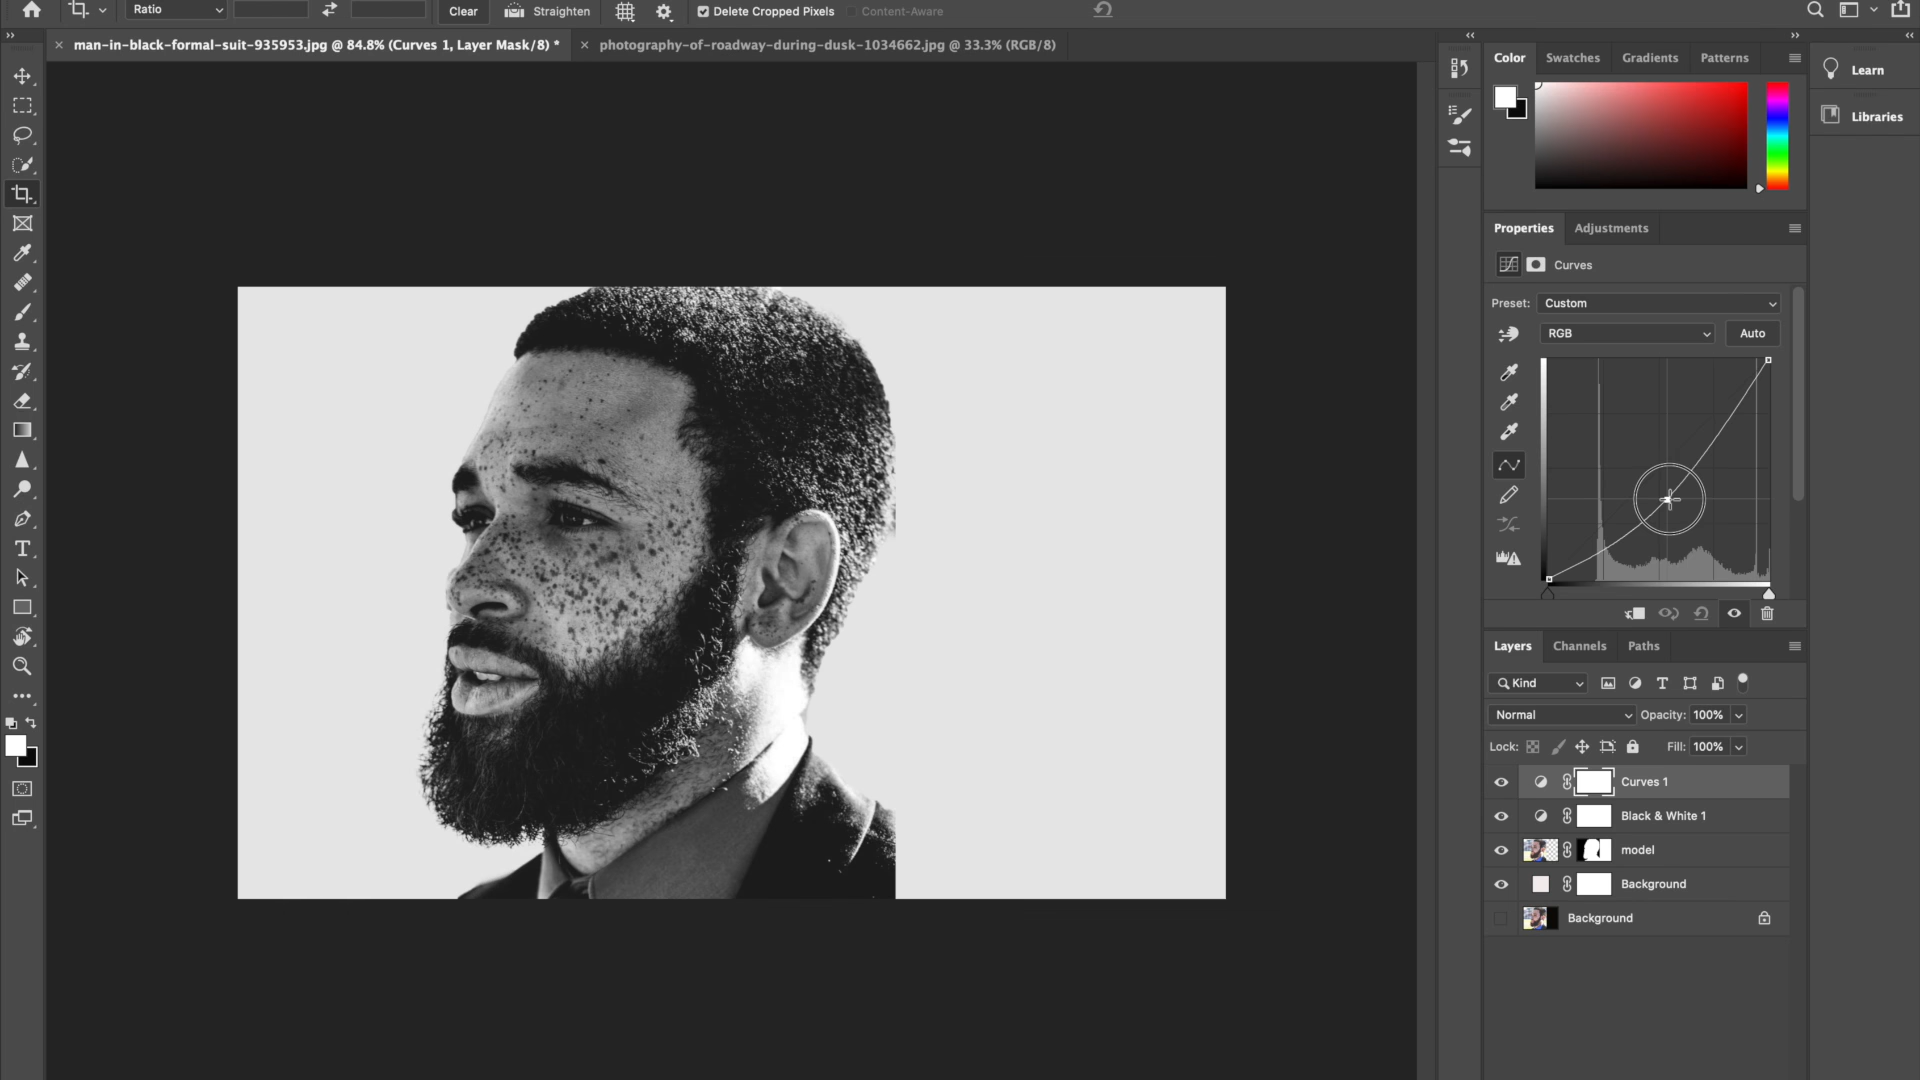 Ratio
Clear
Straighten
Delete Cropped Pixels
Content-Aware
man-in-black-formal-suit-935953.jpg @ 84.8% (Curves 1, Layer Mask/8) *
photography-of-roadway-during-dusk-1034662.jpg @ 33.3% (RGB/8)
Color Swatches Gradients Patterns
Learn
Libraries
Properties Adjustments
Curves
Preset: Custom
RGB Auto
Layers Channels Paths
Kind
Normal Opacity: 100%
Lock: Fill: 100%
Curves 1
Black & White 1
model
Background
Background